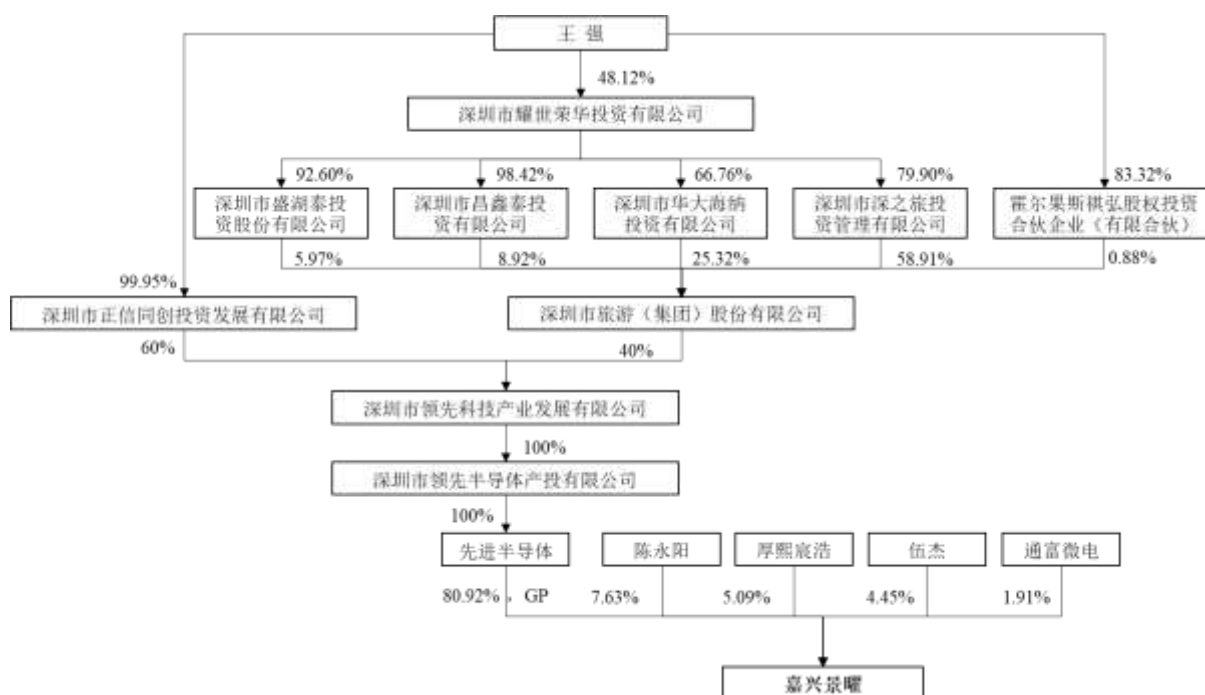 王 强
48.12%
深圳市耀世荣华投资有限公司
92.60%
98.42%
66.76%
79.90%
83.32%
深圳市盛湖泰投
资股份有限公司
深圳市昌鑫泰投
资有限公司
深圳市华大海纳
投资有限公司
深圳市深之旅投
资管理有限公司
霍尔果斯祺弘股权投资
合伙企业（有限合伙）
5.97%
8.92%
25.32%
58.91%
0.88%
99.95%
深圳市正信同创投资发展有限公司
深圳市旅游（集团）股份有限公司
60%
40%
深圳市领先科技产业发展有限公司
100%
深圳市领先半导体产投有限公司
100%
先进半导体
陈永阳
厚熙宸浩
伍杰
通富微电
80.92%，GP
7.63%
5.09%
4.45%
1.91%
嘉兴景曜